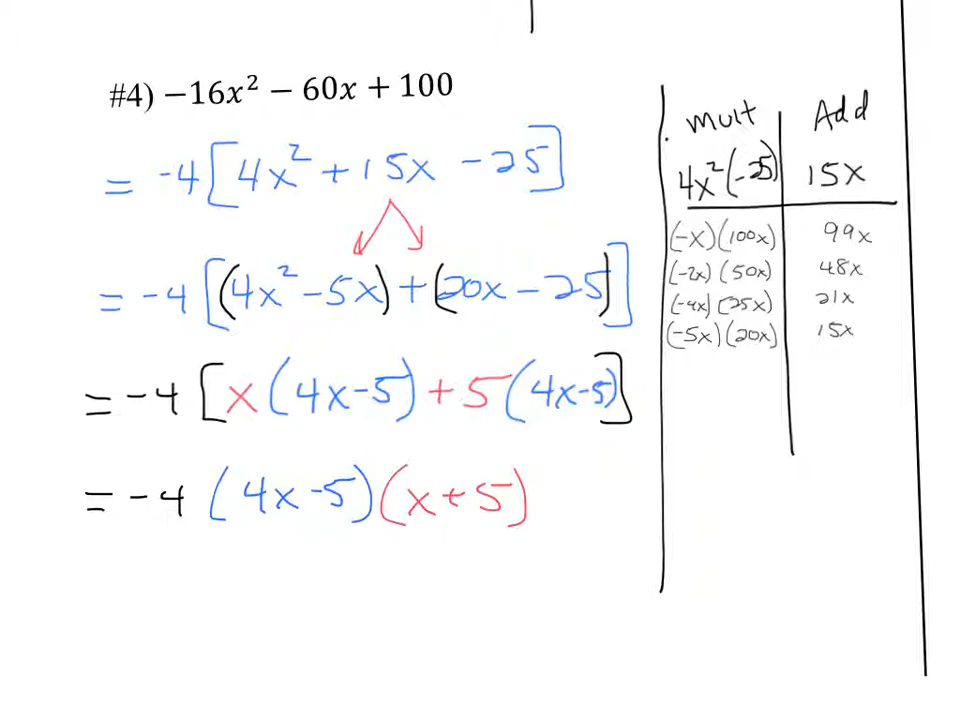 #4) −16x² − 60x + 100
= -4[4x² + 15x - 25]
= -4[(4x² - 5x) + (20x - 25)]
= -4[x(4x-5) + 5(4x-5)]
= -4(4x-5)(x+5)
Mult Add
4x²(-25) 15x
(-x)(100x) 99x
(-2x)(50x) 48x
(-4x)(25x) 21x
(-5x)(20x) 15x